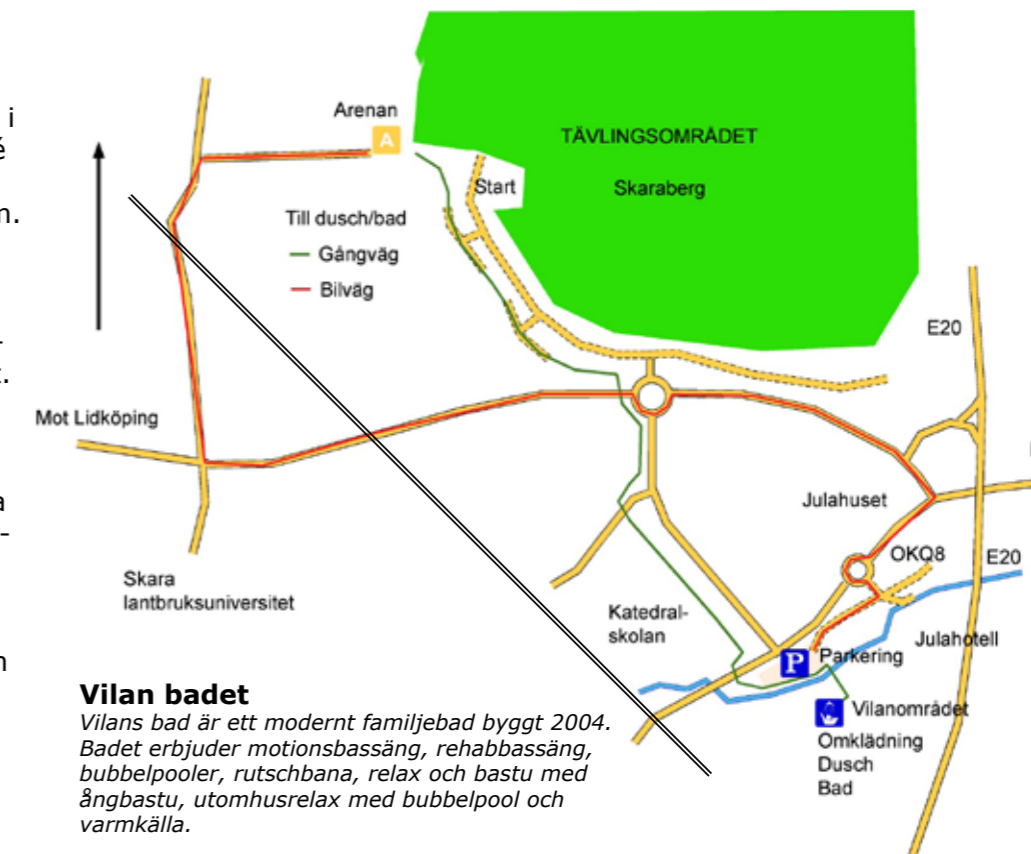 i
é
n.
Arenan
A
TÄVLINGSOMRÅDET
Skaraberg
Start
Till dusch/bad
Gångväg
Bilväg
E20
t.
Mot Lidköping
a
-
Julahuset
OKQ8
E20
Skara
lantbruksuniversitet
Katedral-
skolan
Julahotell
P
Parkering
n
Vilanområdet
Omklädning
Dusch
Bad
Vilan badet
Vilans bad är ett modernt familjebad byggt 2004.
Badet erbjuder motionsbassäng, rehabbassäng,
bubbelpooler, rutschbana, relax och bastu med
ångbastu, utomhusrelax med bubbelpool och
varmkälla.